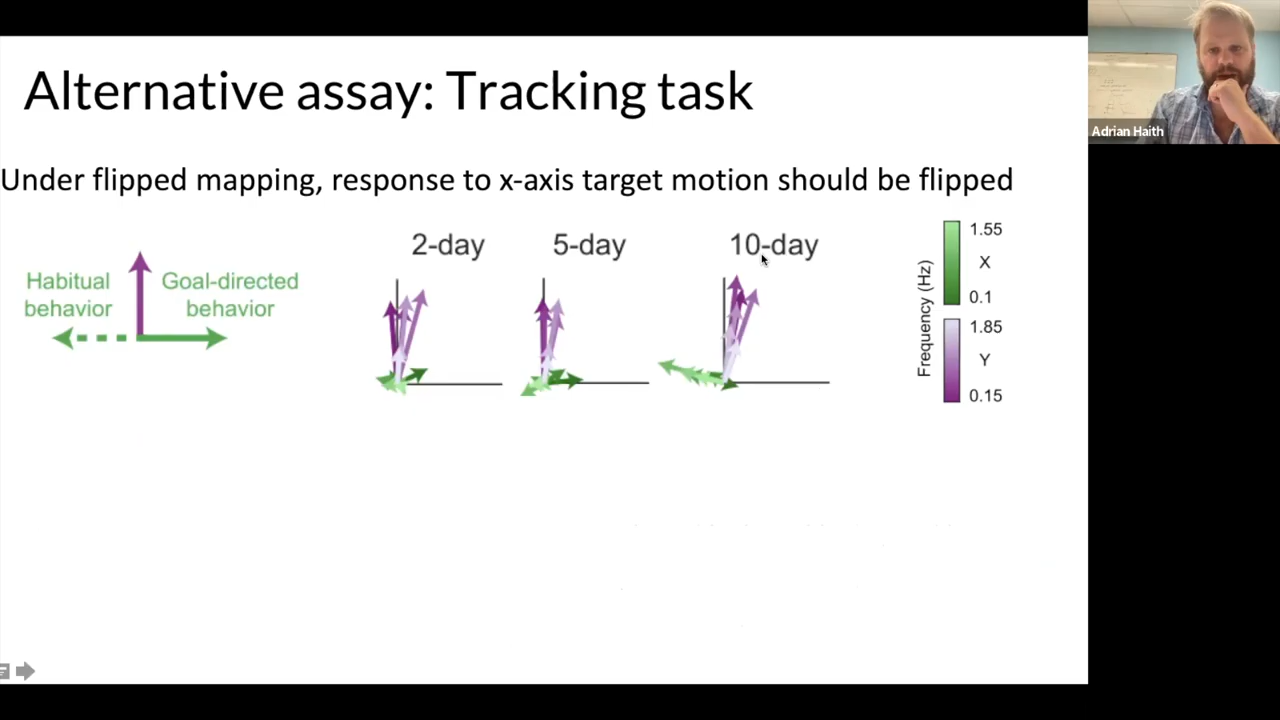 Alternative assay: Tracking task
Adrian Haith
Under flipped mapping, response to x-axis target motion should be flipped
Habitual
behavior
Goal-directed
behavior
2-day
5-day
10-day
Frequency (Hz)
1.55
X
0.1
1.85
Y
0.15